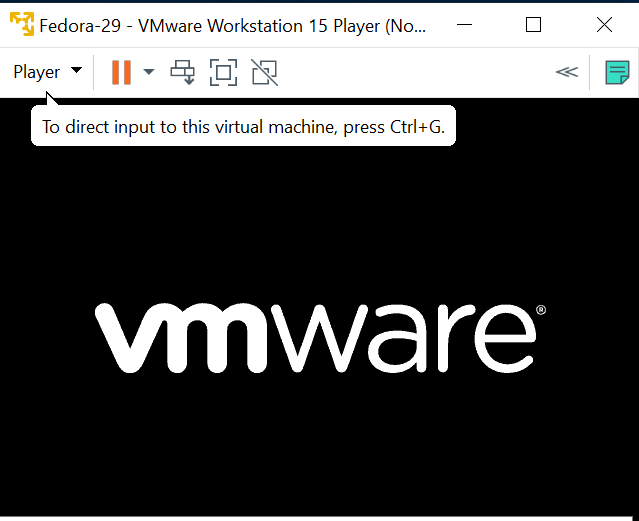 Fedora-29 - VMware Workstation 15 Player (No...
Player
To direct input to this virtual machine, press Ctrl+G.
vmware®